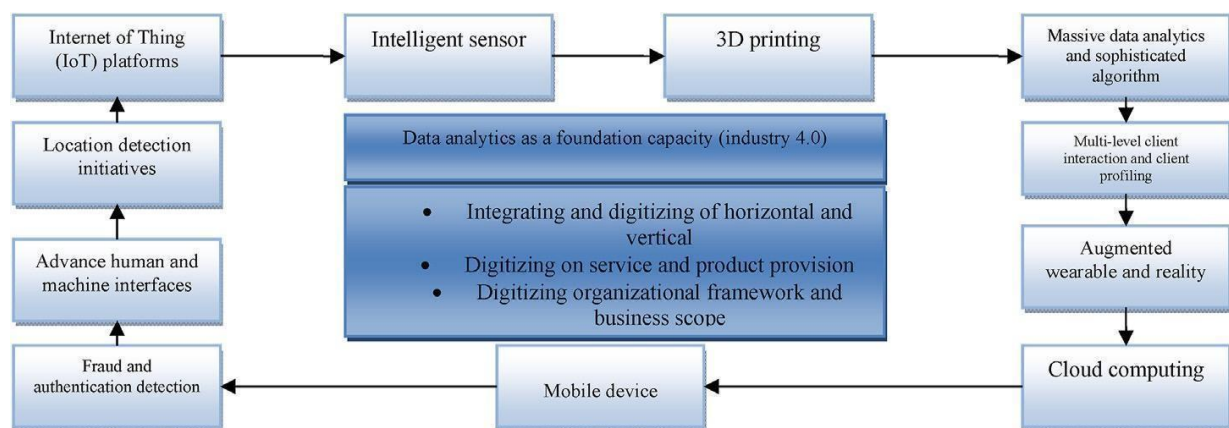 Internet of Thing
(IoT) platforms
Intelligent sensor
3D printing
Massive data analytics
and sophisticated
algorithm
Location detection
initiatives
Data analytics as a foundation capacity (industry 4.0)
Multi-level client
interaction and client
profiling
• Integrating and digitizing of horizontal and
vertical
• Digitizing on service and product provision
• Digitizing organizational framework and
business scope
Advance human and
machine interfaces
Augmented
wearable and reality
Fraud and
authentication detection
Mobile device
Cloud computing